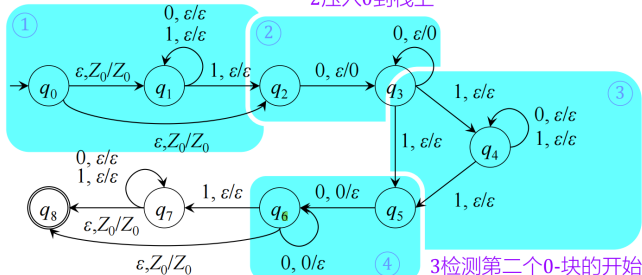 2压入0到栈上
①
0, ε/ε
1, ε/ε
②
0, ε/0
③
q0
ε,Z0/Z0
q1
1, ε/ε
q2
0, ε/0
q3
1, ε/ε
0, ε/ε
1, ε/ε
q4
ε,Z0/Z0
1, ε/ε
0, ε/ε
1, ε/ε
1, ε/ε
q8
ε,Z0/Z0
q7
1, ε/ε
q6
0, 0/ε
q5
ε,Z0/Z0
0, 0/ε
④
3检测第二个0-块的开始